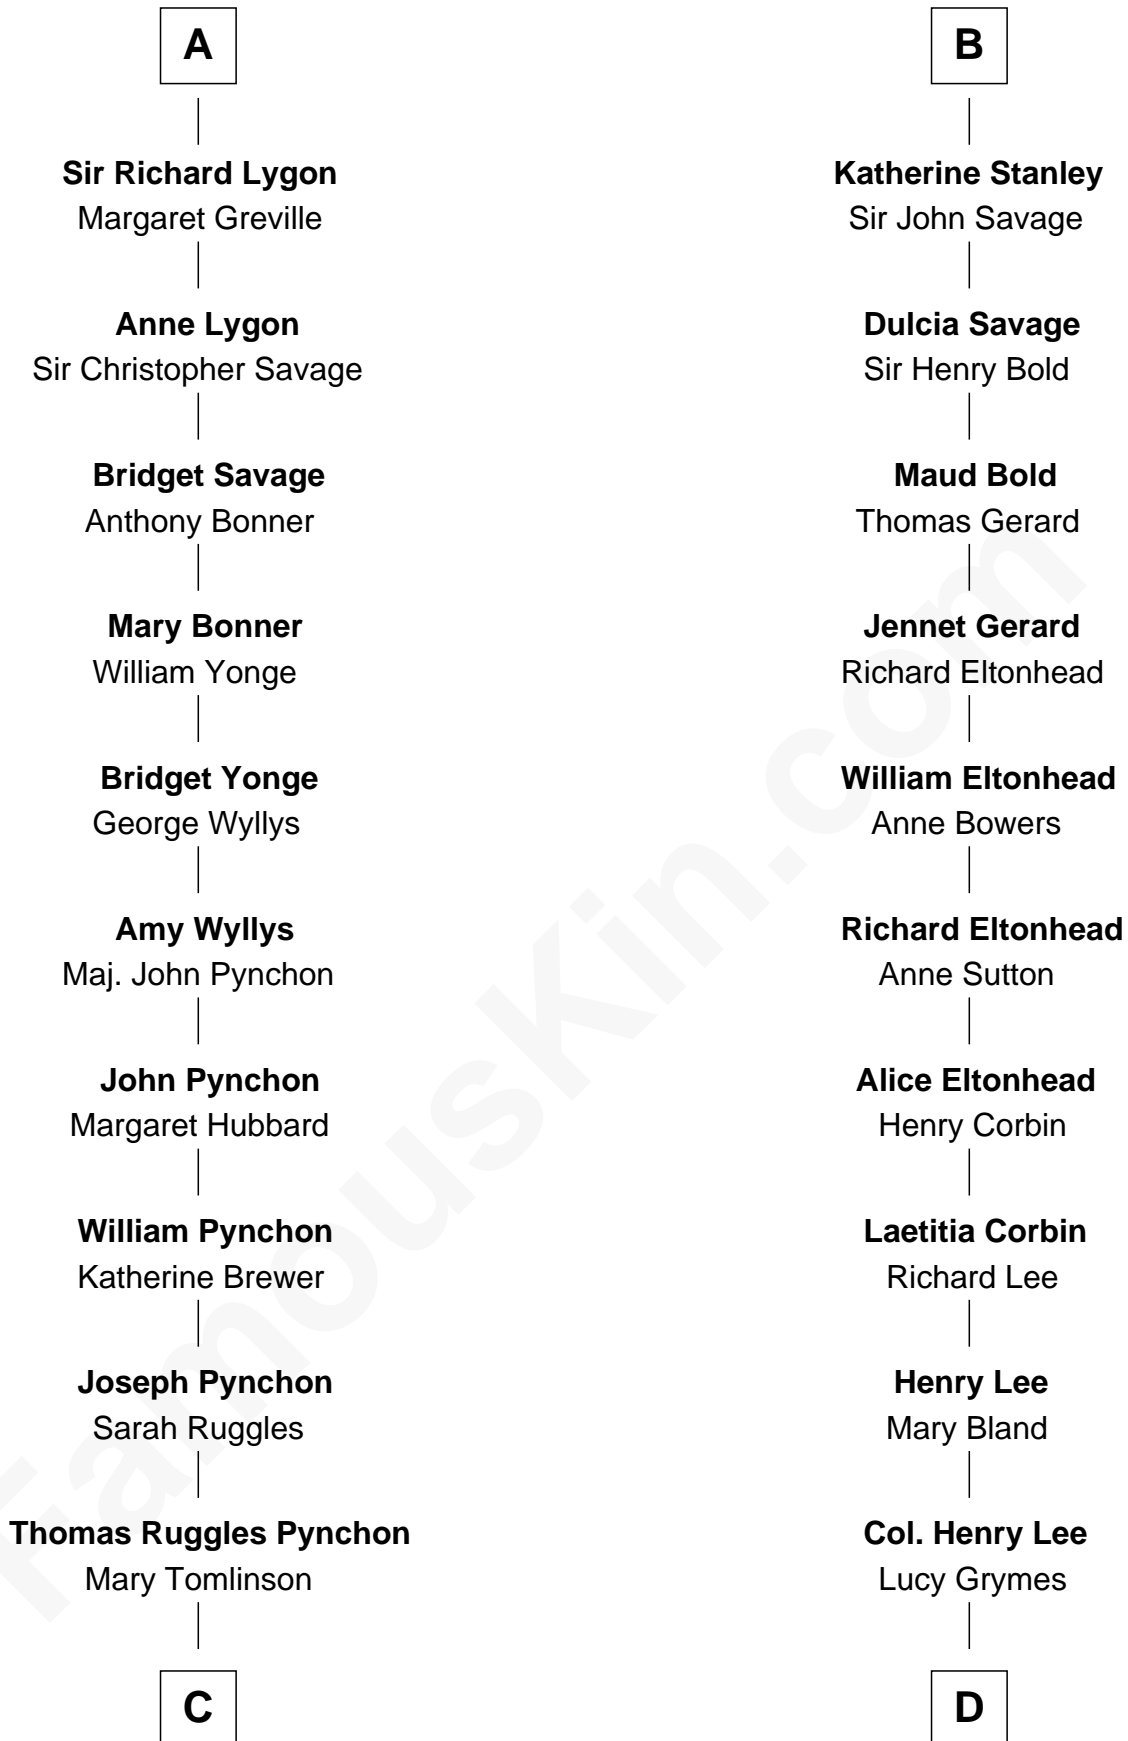 A
Sir Richard Lygon
Margaret Greville
Anne Lygon
Sir Christopher Savage
Bridget Savage
Anthony Bonner
Mary Bonner
William Yonge
Bridget Yonge
George Wyllys
Amy Wyllys
Maj. John Pynchon
John Pynchon
Margaret Hubbard
William Pynchon
Katherine Brewer
Joseph Pynchon
Sarah Ruggles
Thomas Ruggles Pynchon
Mary Tomlinson
C
B
Katherine Stanley
Sir John Savage
Dulcia Savage
Sir Henry Bold
Maud Bold
Thomas Gerard
Jennet Gerard
Richard Eltonhead
William Eltonhead
Anne Bowers
Richard Eltonhead
Anne Sutton
Alice Eltonhead
Henry Corbin
Laetitia Corbin
Richard Lee
Henry Lee
Mary Bland
Col. Henry Lee
Lucy Grymes
D
FamousKin.com